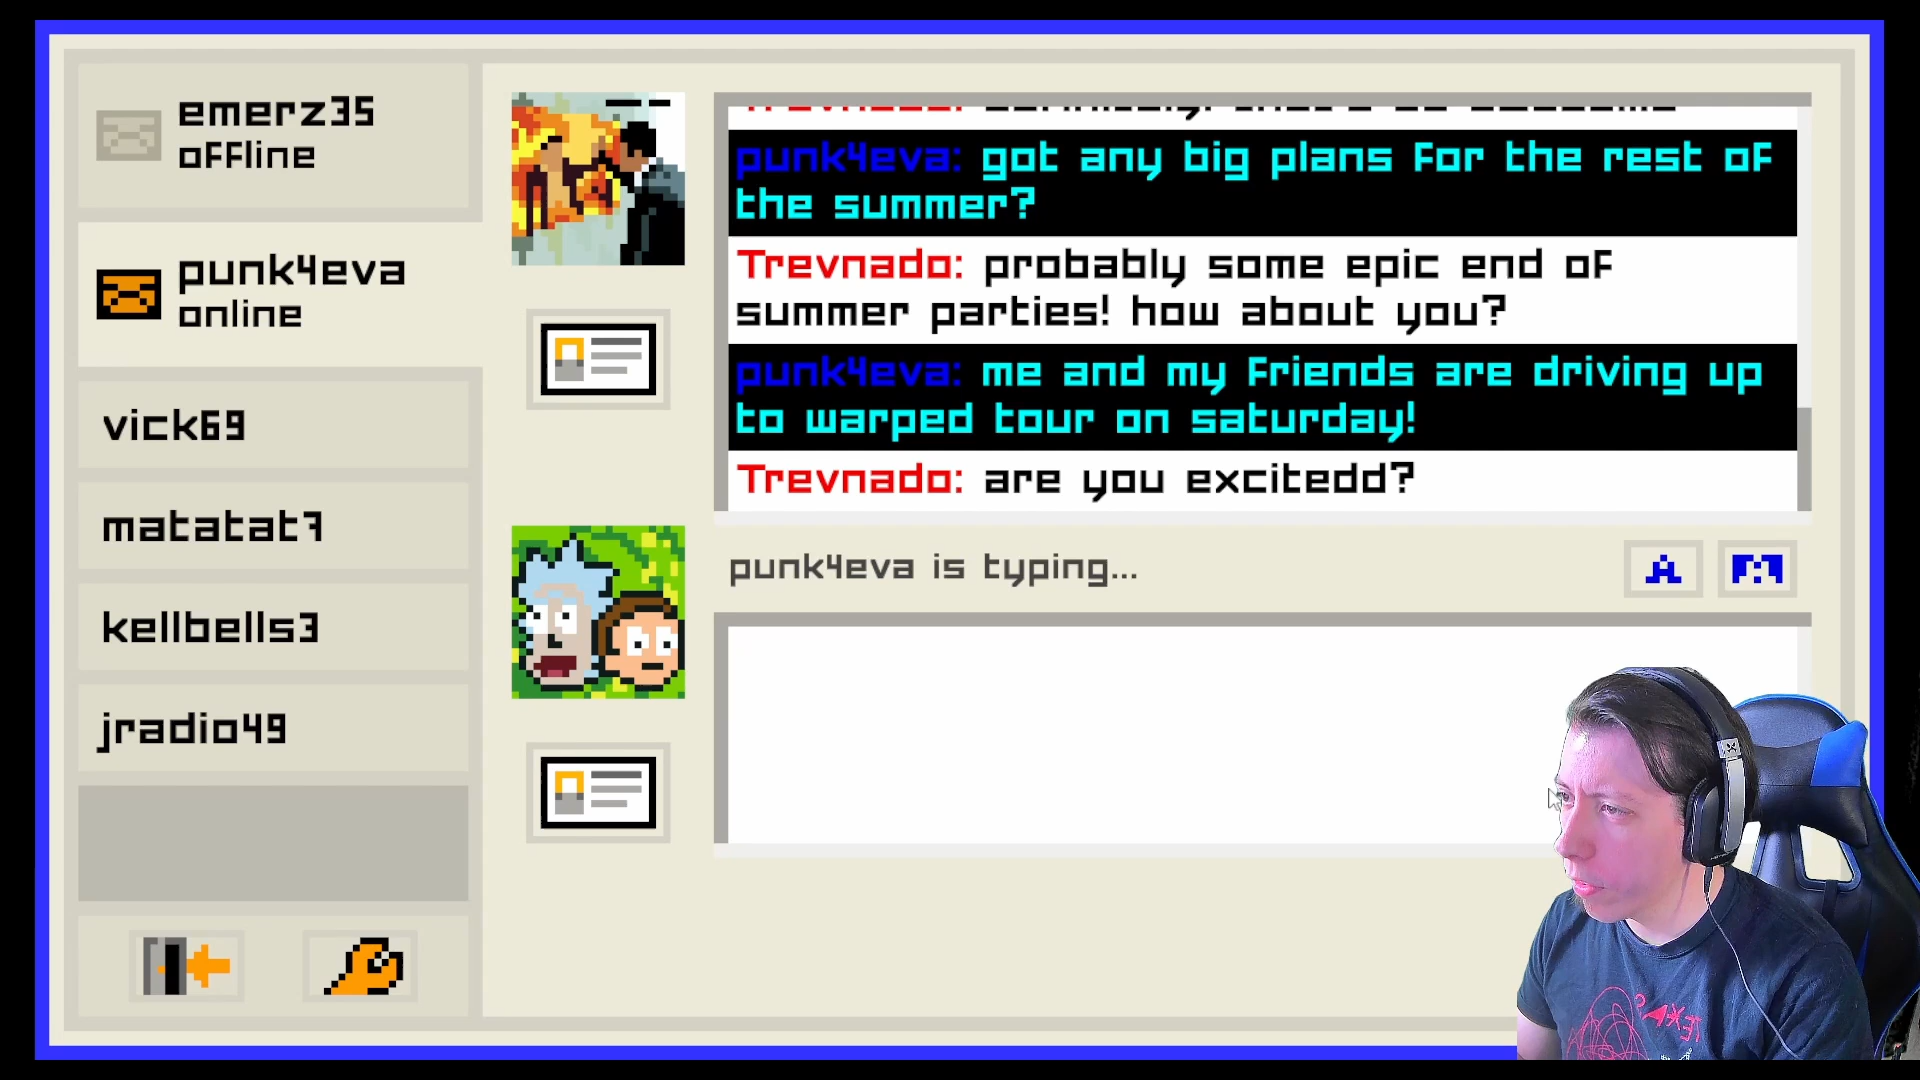 emerz35
offline
punk4eva
online
vick69
matatat7
kellbells3
jradio49
punk4eva: got any big plans for the rest of
the summer?
Trevnado: probably some epic end of
summer parties! how about you?
punk4eva: me and my friends are driving up
to warped tour on saturday!
Trevnado: are you excitedd?
punk4eva is typing...
A